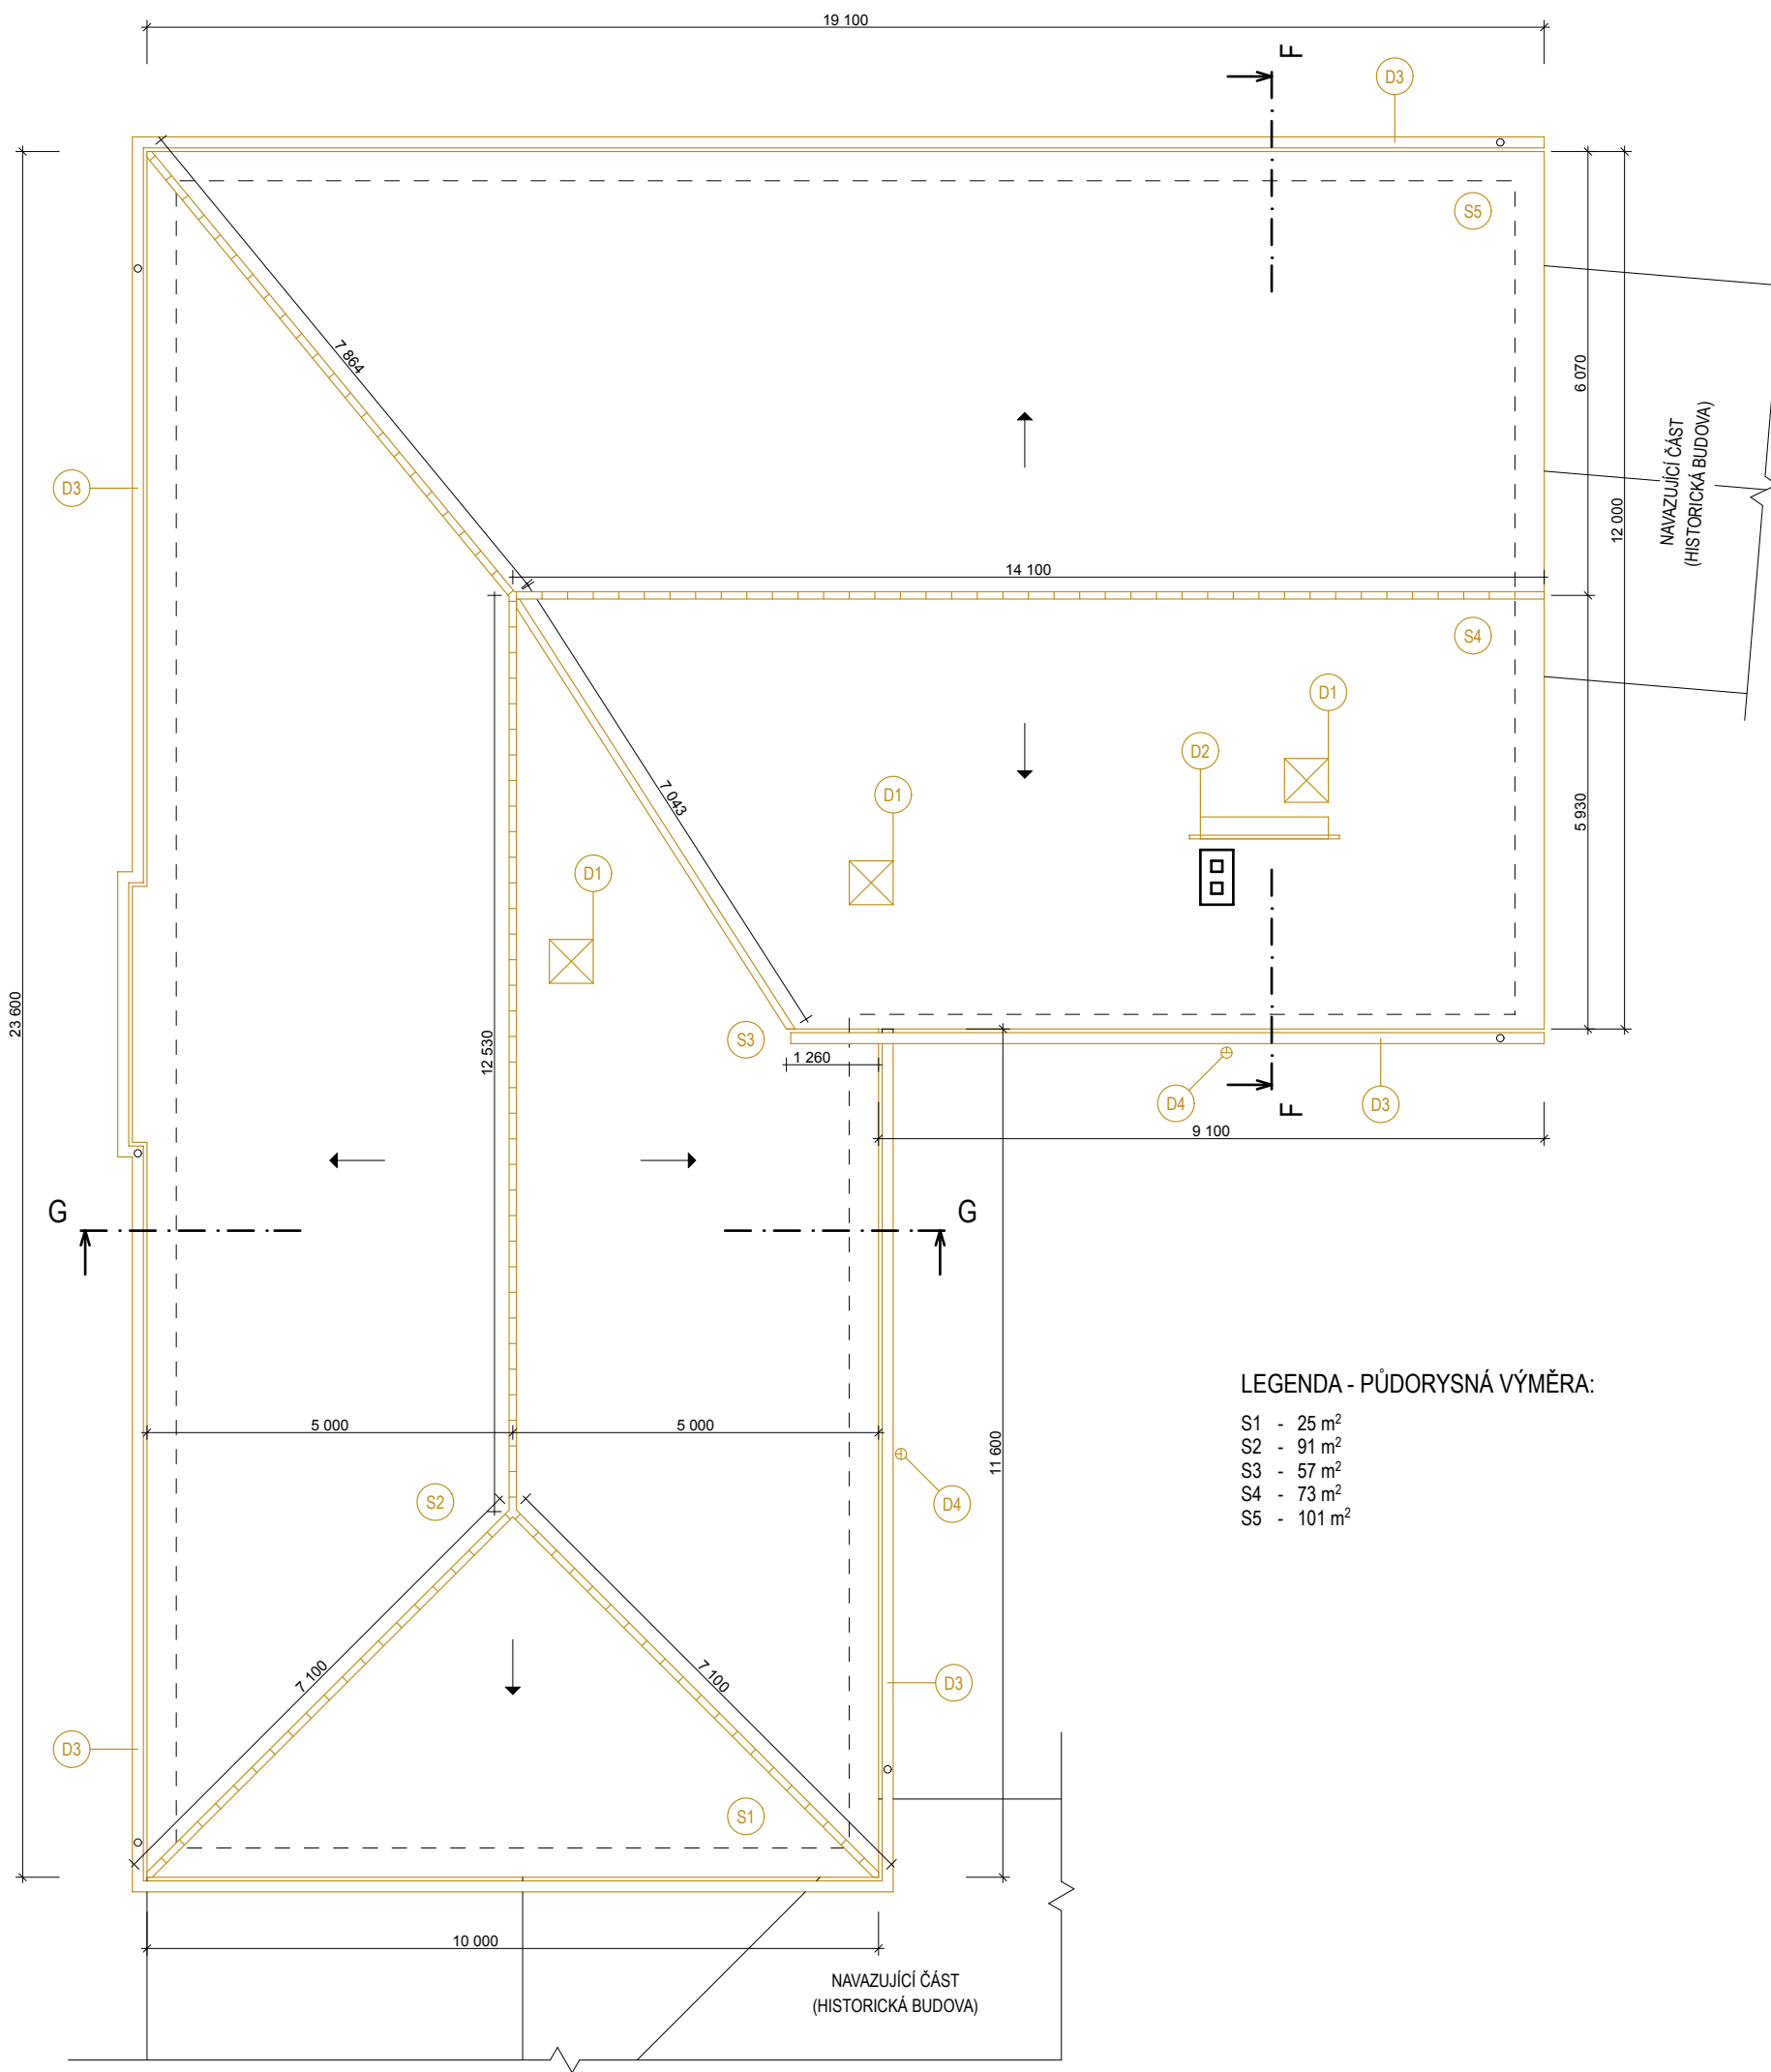 19 100
F
D3
S5
7 864
6 070
12 000
NAVAZUJÍCÍ ČÁST
(HISTORICKÁ BUDOVA)
D3
14 100
S4
D1
D2
D1
7 043
5 930
D1
23 600
12 530
S3
1 260
D4
D3
F
9 100
G
G
LEGENDA - PŮDORYSNÁ VÝMĚRA:
S1 - 25 m²
S2 - 91 m²
S3 - 57 m²
S4 - 73 m²
S5 - 101 m²
5 000
5 000
11 600
S2
D4
7 100
7 100
D3
D3
S1
10 000
NAVAZUJÍCÍ ČÁST
(HISTORICKÁ BUDOVA)